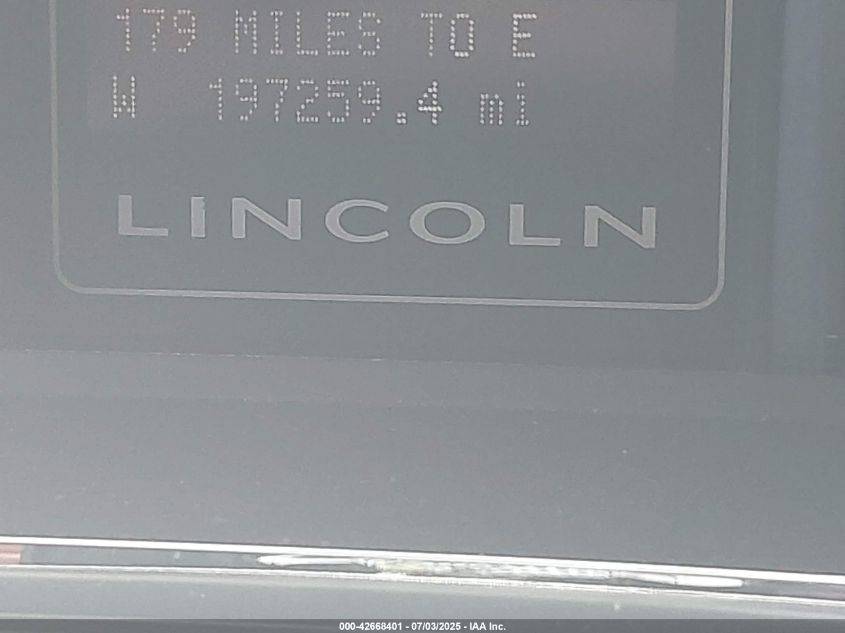 179 MILES TO E
W 197259.4 mi
LINCOLN
000-42668401 - 07/03/2025 - IAA Inc.